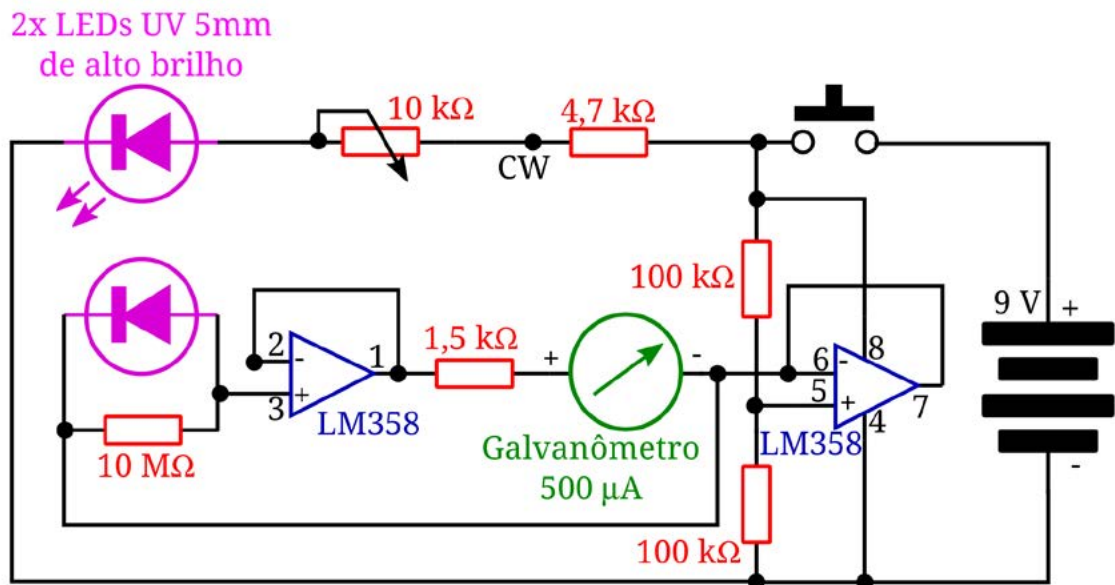 2x LEDs UV 5mm
de alto brilho
10 kΩ
4,7 kΩ
CW
100 kΩ
9 V
+
2
-
1
3
+
LM358
1,5 kΩ
+
-
Galvanômetro
500 μA
6
-
8
5
+
7
4
LM358
10 MΩ
100 kΩ
-